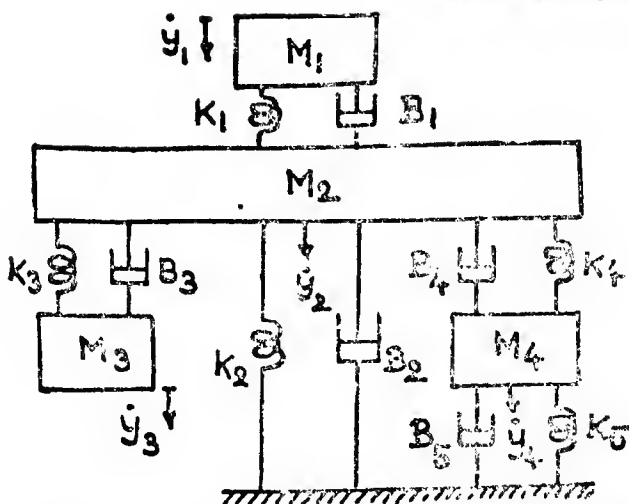 ẏ₁ M₁
K₁ B₁
M₂
K₃ B₃ ẏ₂ B₄ K₄
M₃ K₂ B₂ M₄
ẏ₃ B₅ ẏ₄ K₅